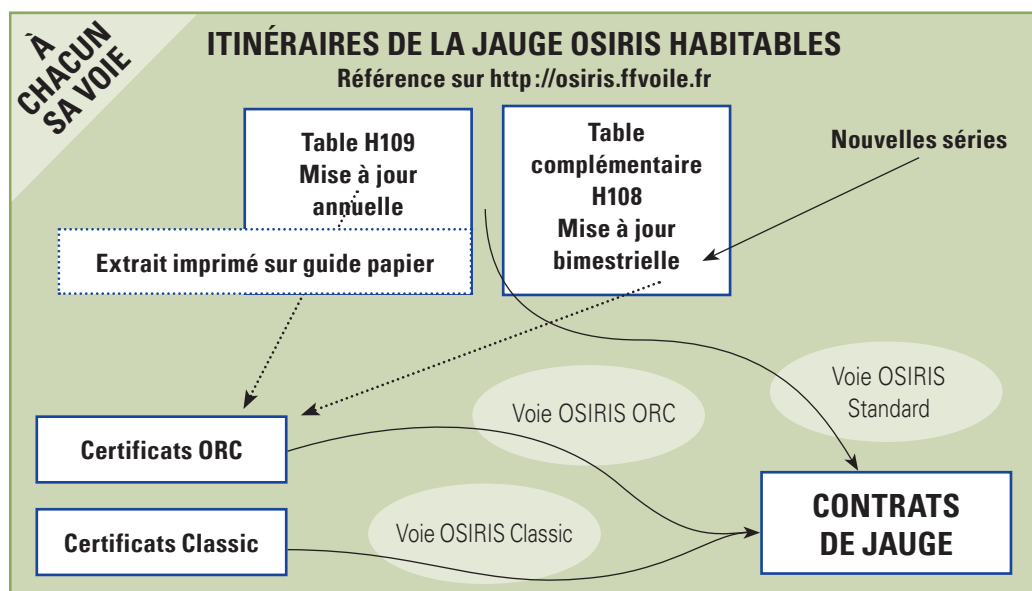 À
CHACUN
SA VOIE
ITINÉRAIRES DE LA JAUGE OSIRIS HABITABLES
Référence sur http://osiris.ffvoile.fr
Table H109
Mise à jour
annuelle
Extrait imprimé sur guide papier
Table
complémentaire
H108
Mise à jour
bimestrielle
Nouvelles séries
Voie OSIRIS
Standard
Voie OSIRIS ORC
Certificats ORC
Voie OSIRIS Classic
Certificats Classic
CONTRATS
DE JAUGE